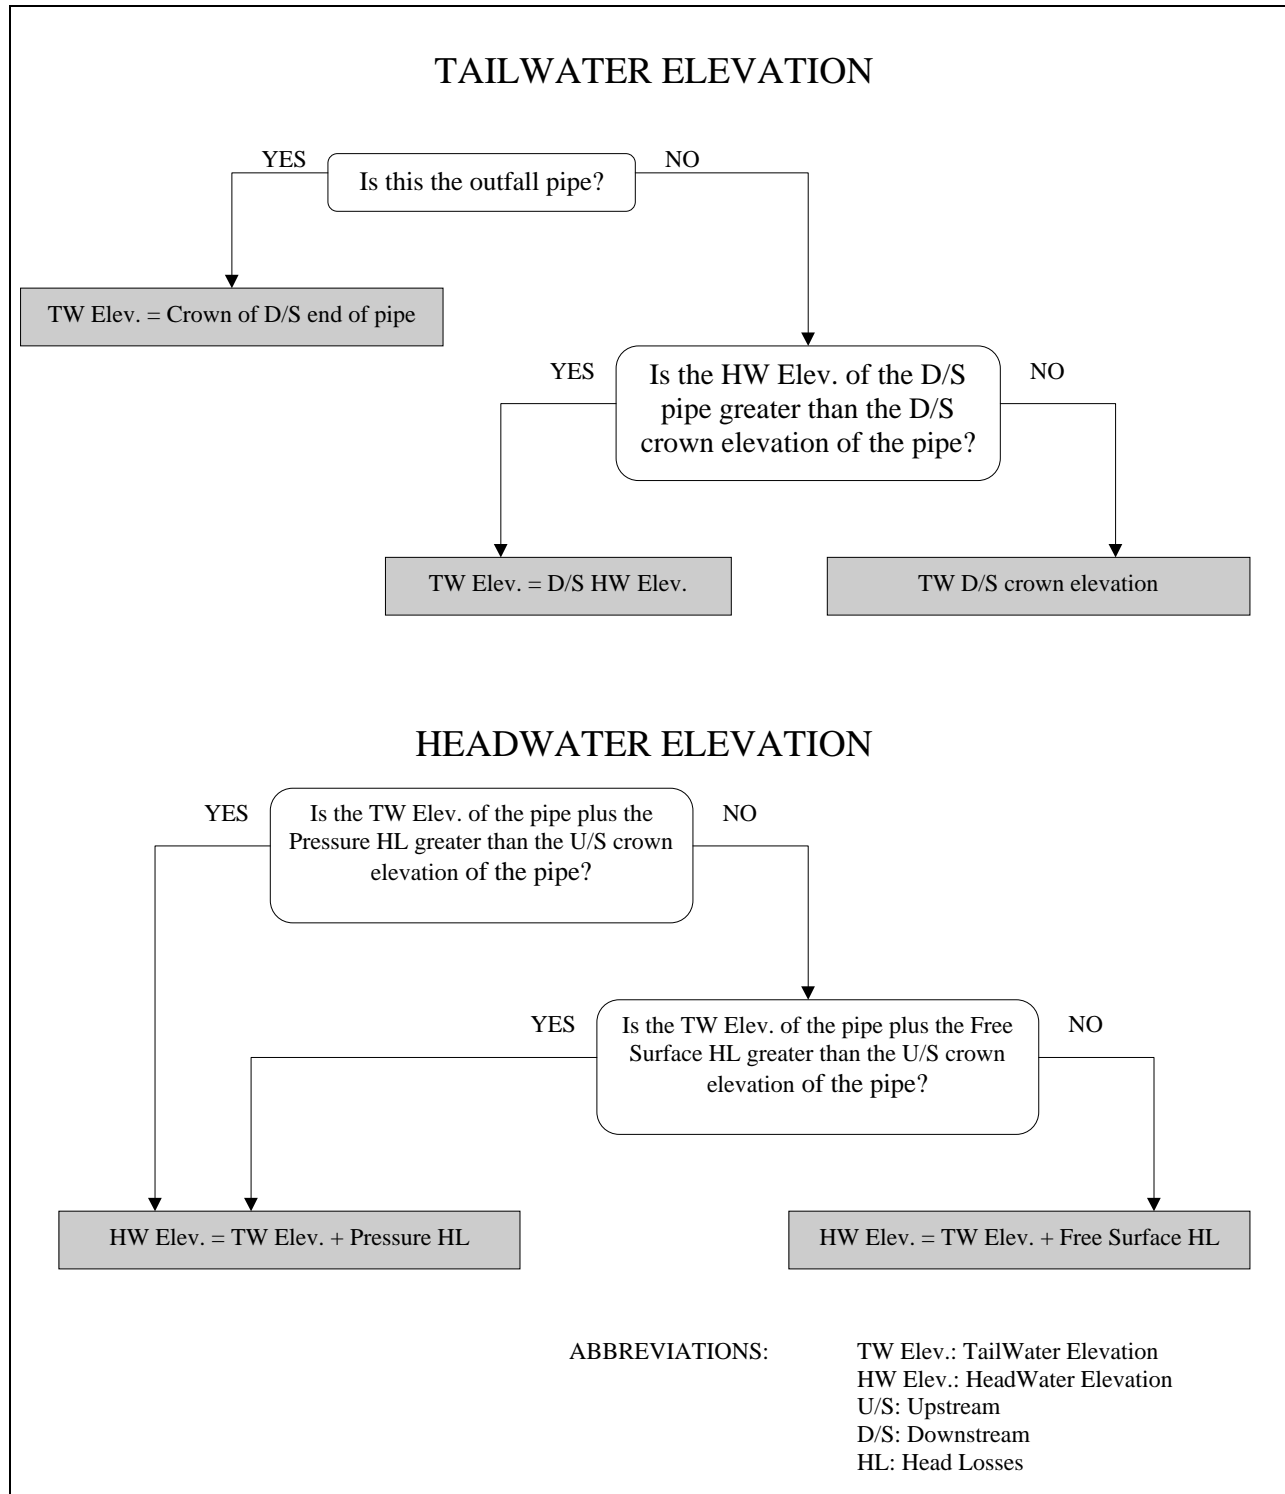 TAILWATER ELEVATION
YES
NO
Is this the outfall pipe?
TW Elev. = Crown of D/S end of pipe
YES
NO
Is the HW Elev. of the D/S
pipe greater than the D/S
crown elevation of the pipe?
TW Elev. = D/S HW Elev.
TW D/S crown elevation
HEADWATER ELEVATION
YES
NO
Is the TW Elev. of the pipe plus the
Pressure HL greater than the U/S crown
elevation of the pipe?
YES
NO
Is the TW Elev. of the pipe plus the Free
Surface HL greater than the U/S crown
elevation of the pipe?
HW Elev. = TW Elev. + Pressure HL
HW Elev. = TW Elev. + Free Surface HL
ABBREVIATIONS:
TW Elev.: TailWater Elevation
HW Elev.: HeadWater Elevation
U/S: Upstream
D/S: Downstream
HL: Head Losses